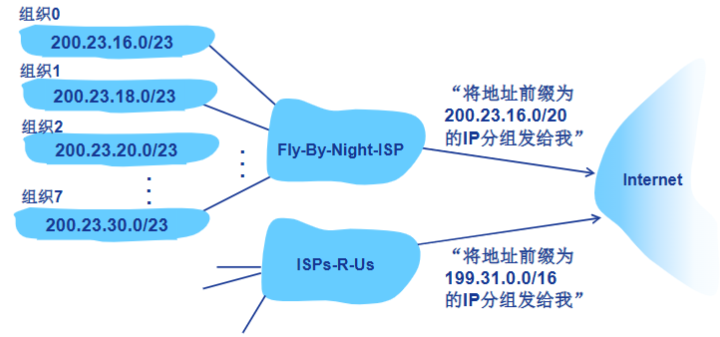 组织0
200.23.16.0/23
组织1
200.23.18.0/23
组织2
200.23.20.0/23
组织7
200.23.30.0/23
Fly-By-Night-ISP
“将地址前缀为
200.23.16.0/20
的IP分组发给我”
Internet
ISPs-R-Us
“将地址前缀为
199.31.0.0/16
的IP分组发给我”